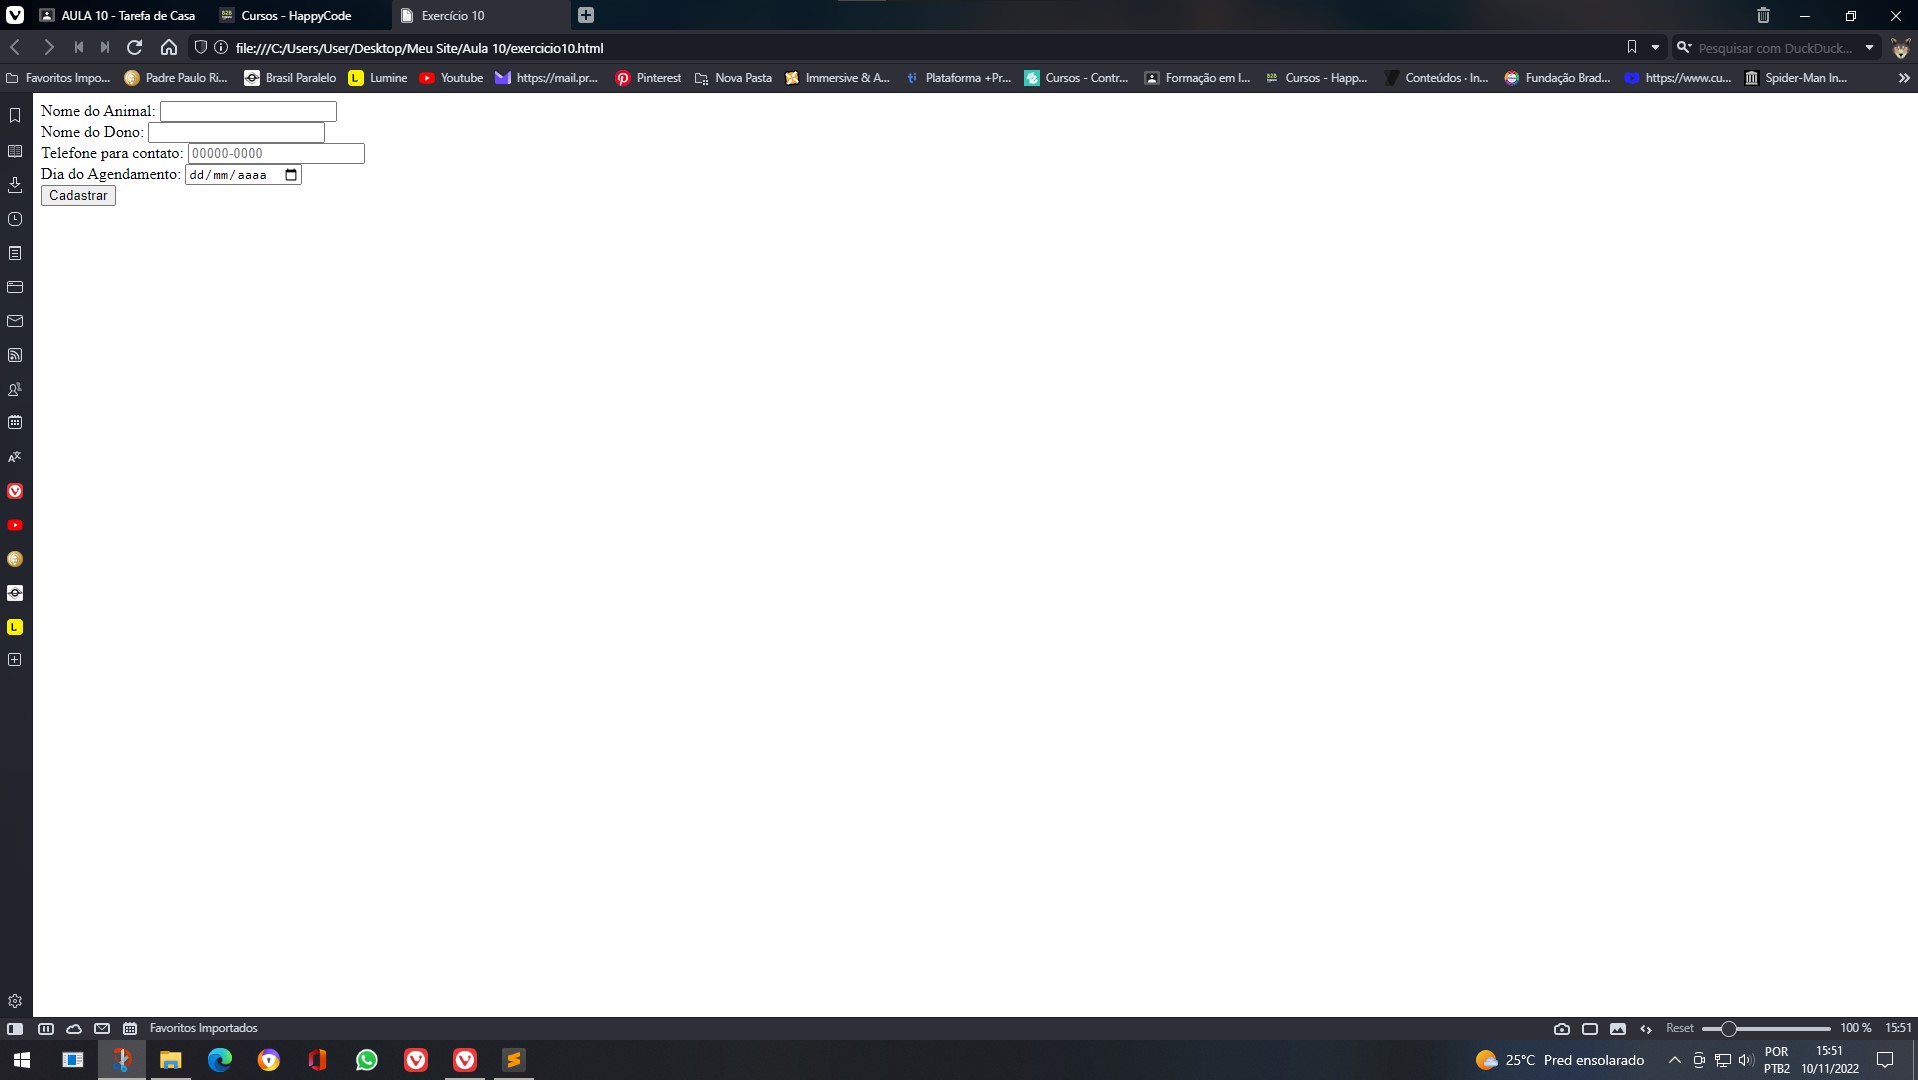 AULA 10 - Tarefa de Casa
Cursos - HappyCode
Exercício 10
file:///C:/Users/User/Desktop/Meu Site/Aula 10/exercicio10.html
Pesquisar com DuckDuck...
Favoritos Impo...
Padre Paulo Ri...
Brasil Paralelo
L Lumine
Youtube
https://mail.pr...
Pinterest
Nova Pasta
Immersive & A...
ti Plataforma +Pr...
Cursos - Contr...
Formação em I...
B2B Cursos - Happ...
Conteúdos · In...
Fundação Brad...
https://www.cu...
Spider-Man In...
Nome do Animal:
Nome do Dono:
Telefone para contato: 00000-0000
Dia do Agendamento: dd/mm/aaaa
Cadastrar
L
Favoritos Importados
Reset
100 %
15:51
25°C Pred ensolarado
POR
PTB2
15:51
10/11/2022